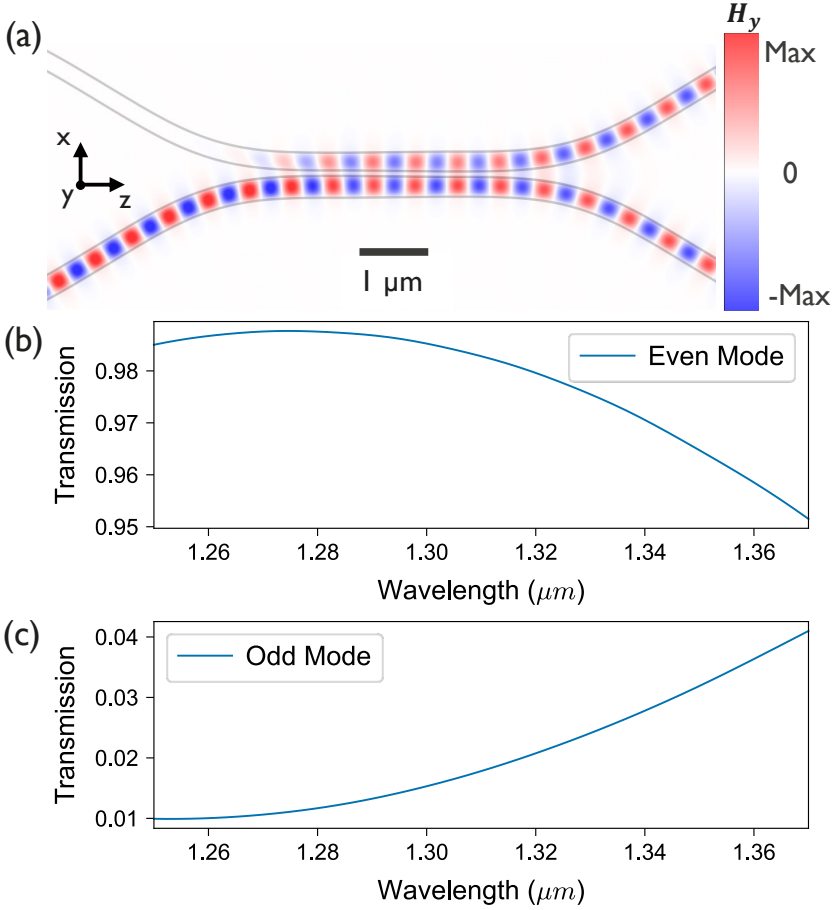 (a)
H_y
Max
0
-Max
x
y
z
1 μm
(b)
Transmission
0.98
0.97
0.96
0.95
Even Mode
1.26 1.28 1.30 1.32 1.34 1.36
Wavelength (μm)
(c)
Transmission
0.04
0.03
0.02
0.01
Odd Mode
1.26 1.28 1.30 1.32 1.34 1.36
Wavelength (μm)